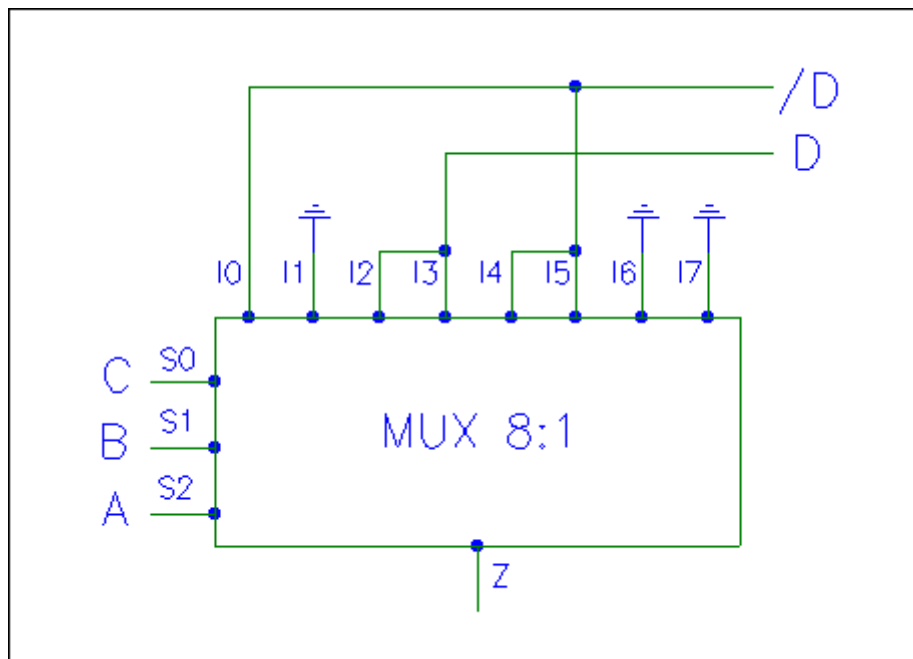 /D
D
I0 I1 I2 I3 I4 I5 I6 I7
C S0
B S1
A S2
MUX 8:1
Z